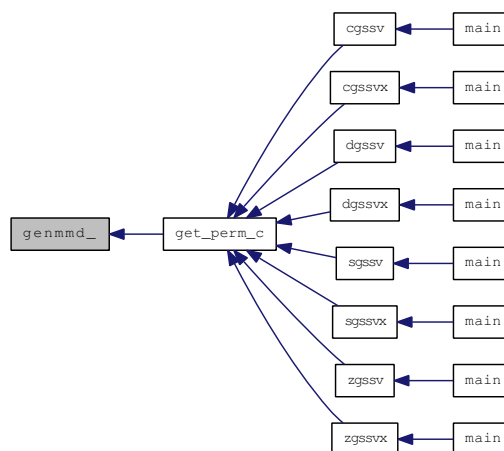 cgssv main
cgssvx main
dgssv main
dgssvx main
genmmd_ get_perm_c
sgssv main
sgssvx main
zgssv main
zgssvx main